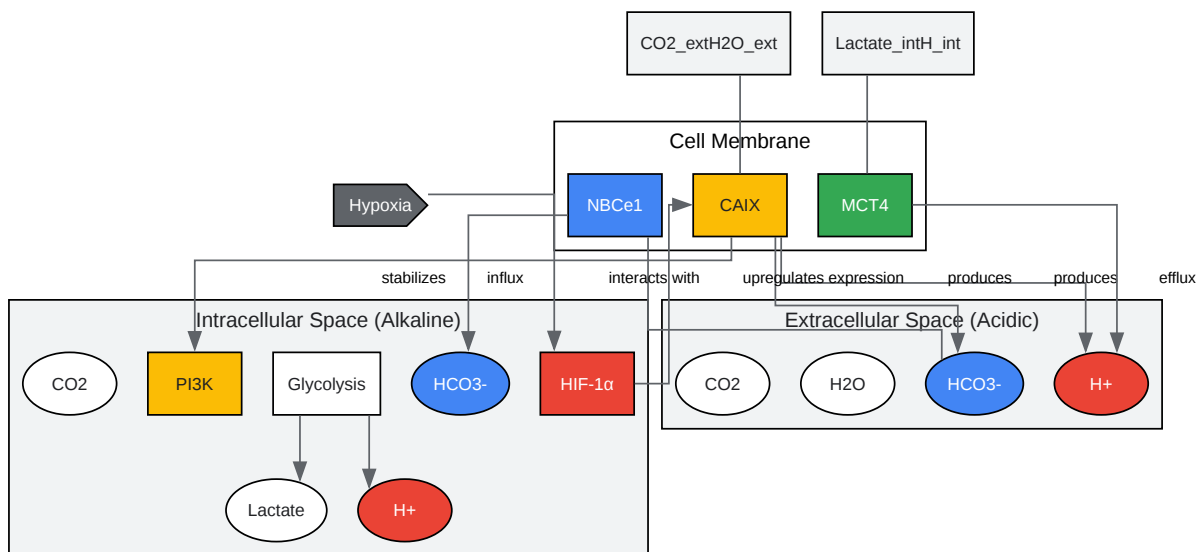 CO2_extH2O_ext
Lactate_intH_int
Cell Membrane
Hypoxia
NBCe1
CAIX
MCT4
stabilizes
influx
interacts with
upregulates expression
produces
produces
efflux
Intracellular Space (Alkaline)
Extracellular Space (Acidic)
CO2
PI3K
Glycolysis
HCO3-
HIF-1α
CO2
H2O
HCO3-
H+
Lactate
H+